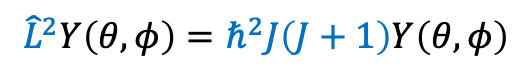 L̂²Y(θ, ϕ) = ℏ²J(J + 1)Y(θ, ϕ)